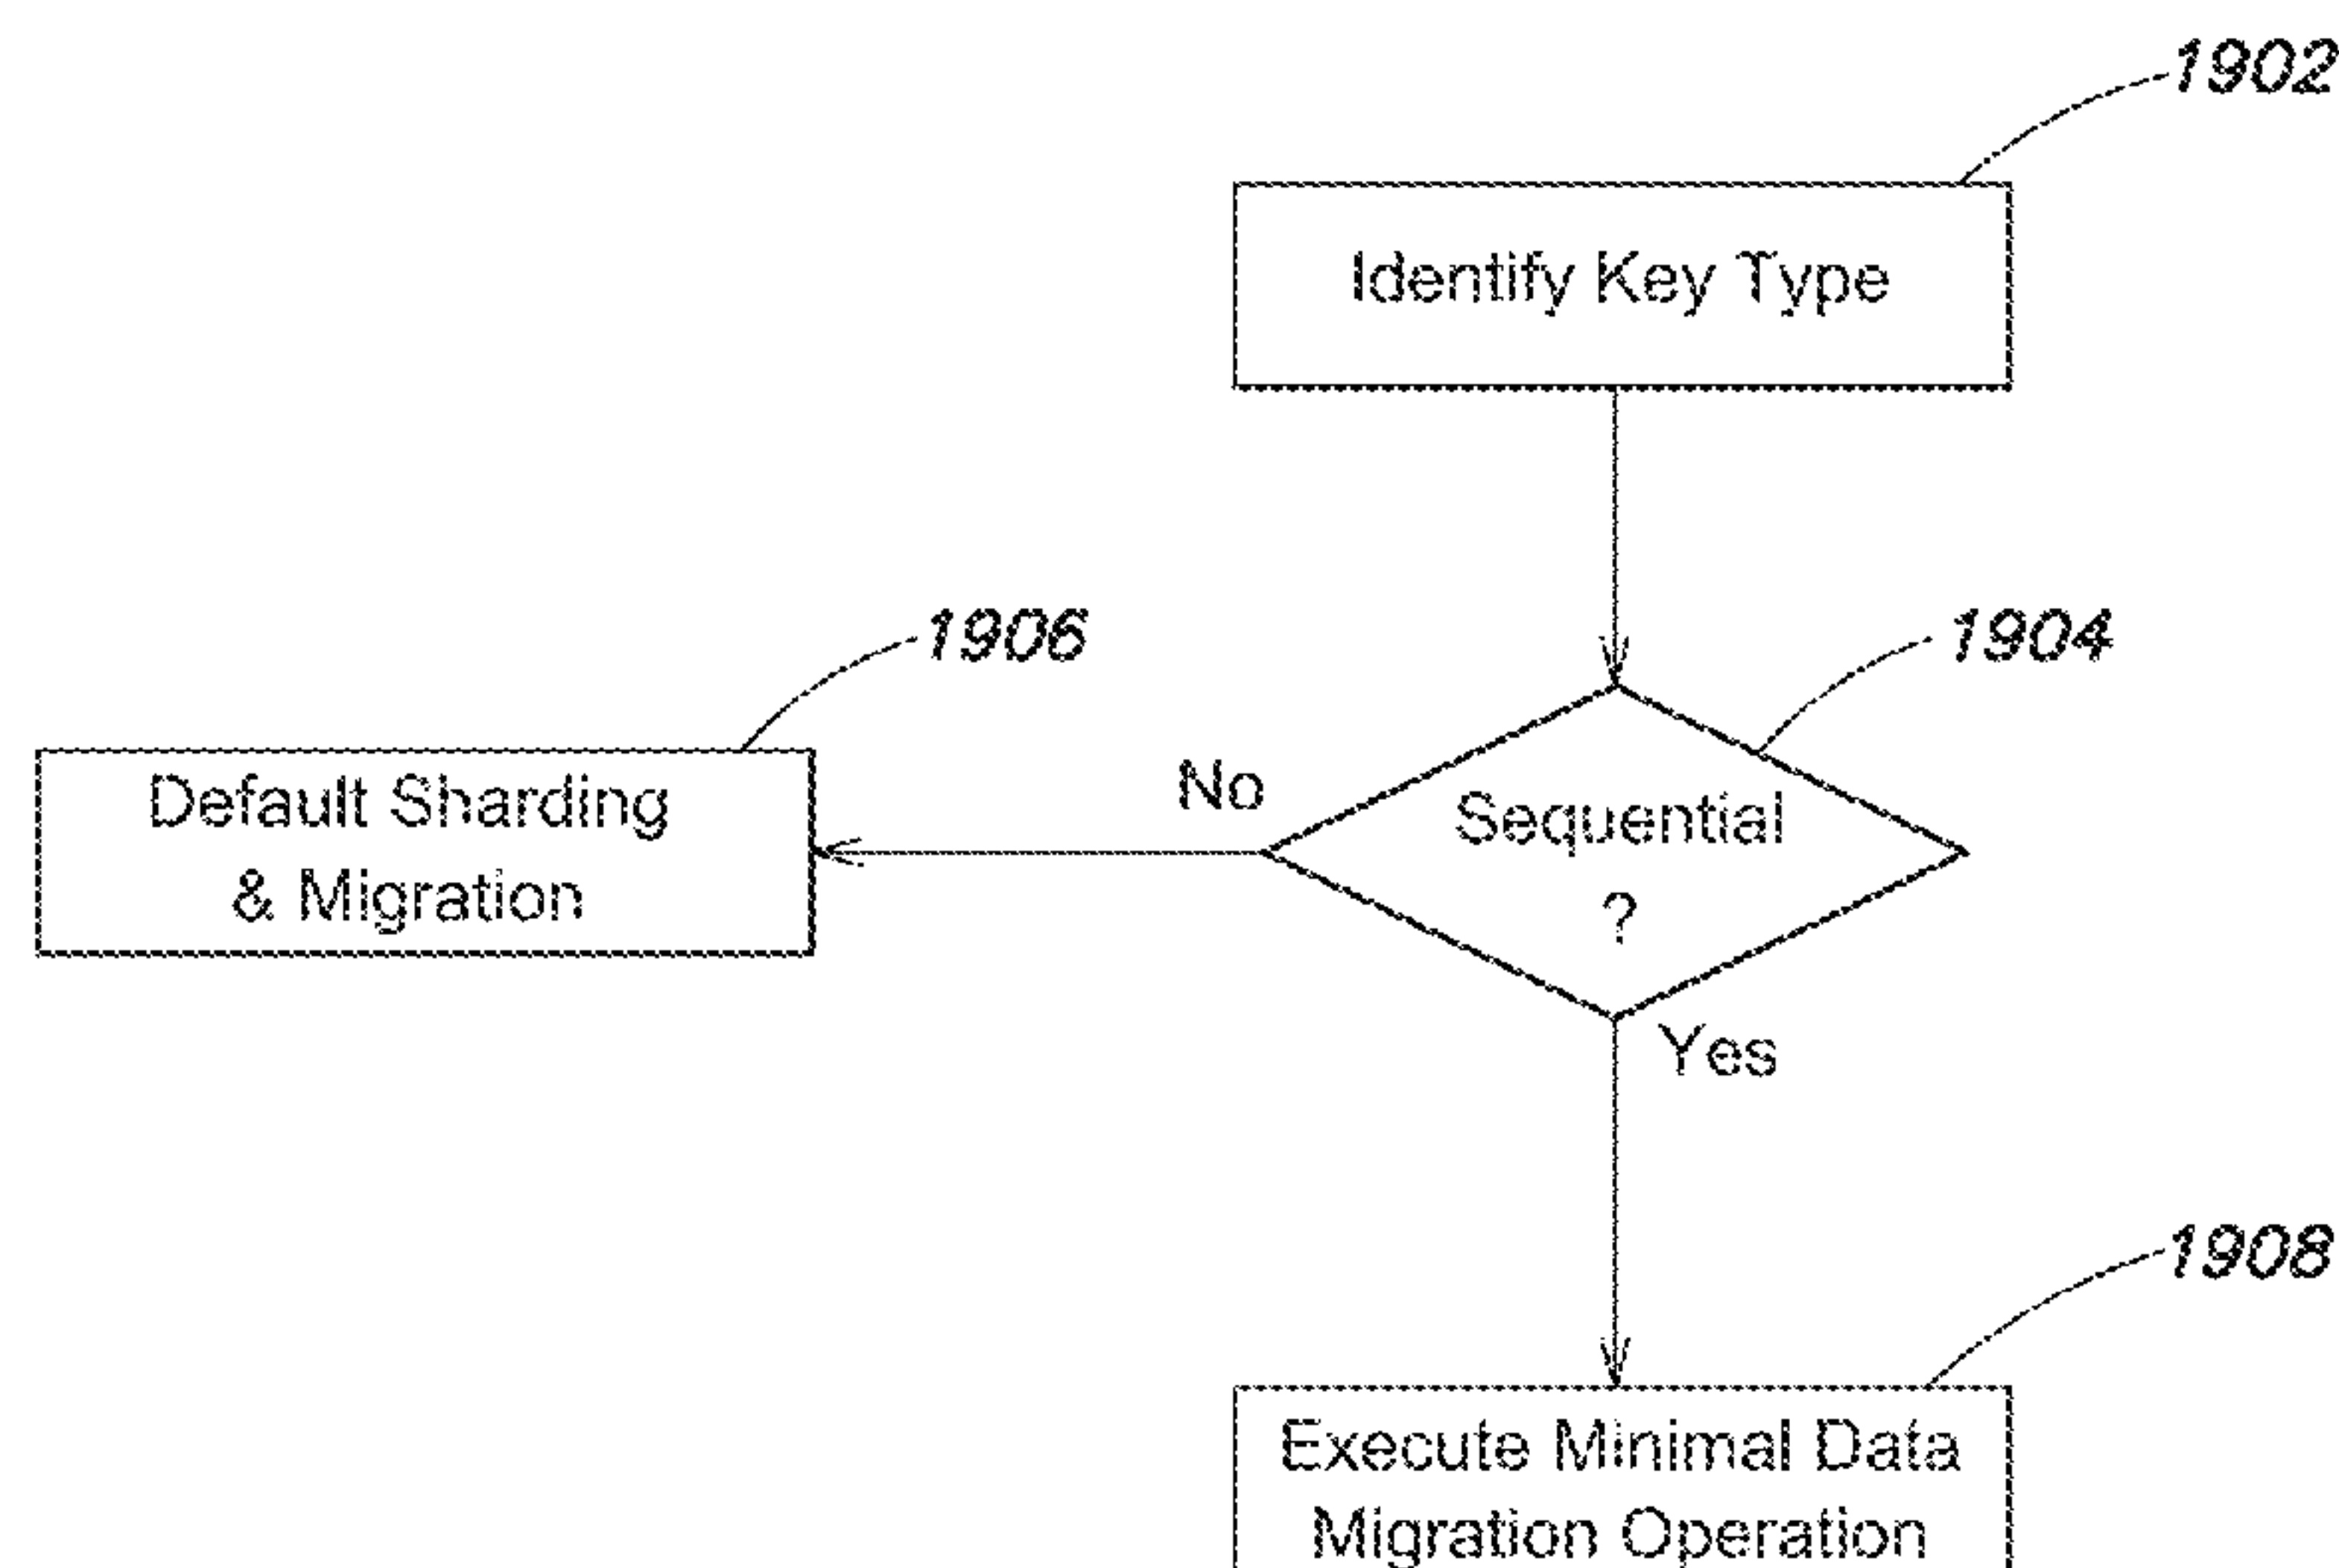 1902
Identify Key Type
1906
1904
Default Sharding
& Migration
No
Sequential
?
Yes
1908
Execute Minimal Data
Migration Operation